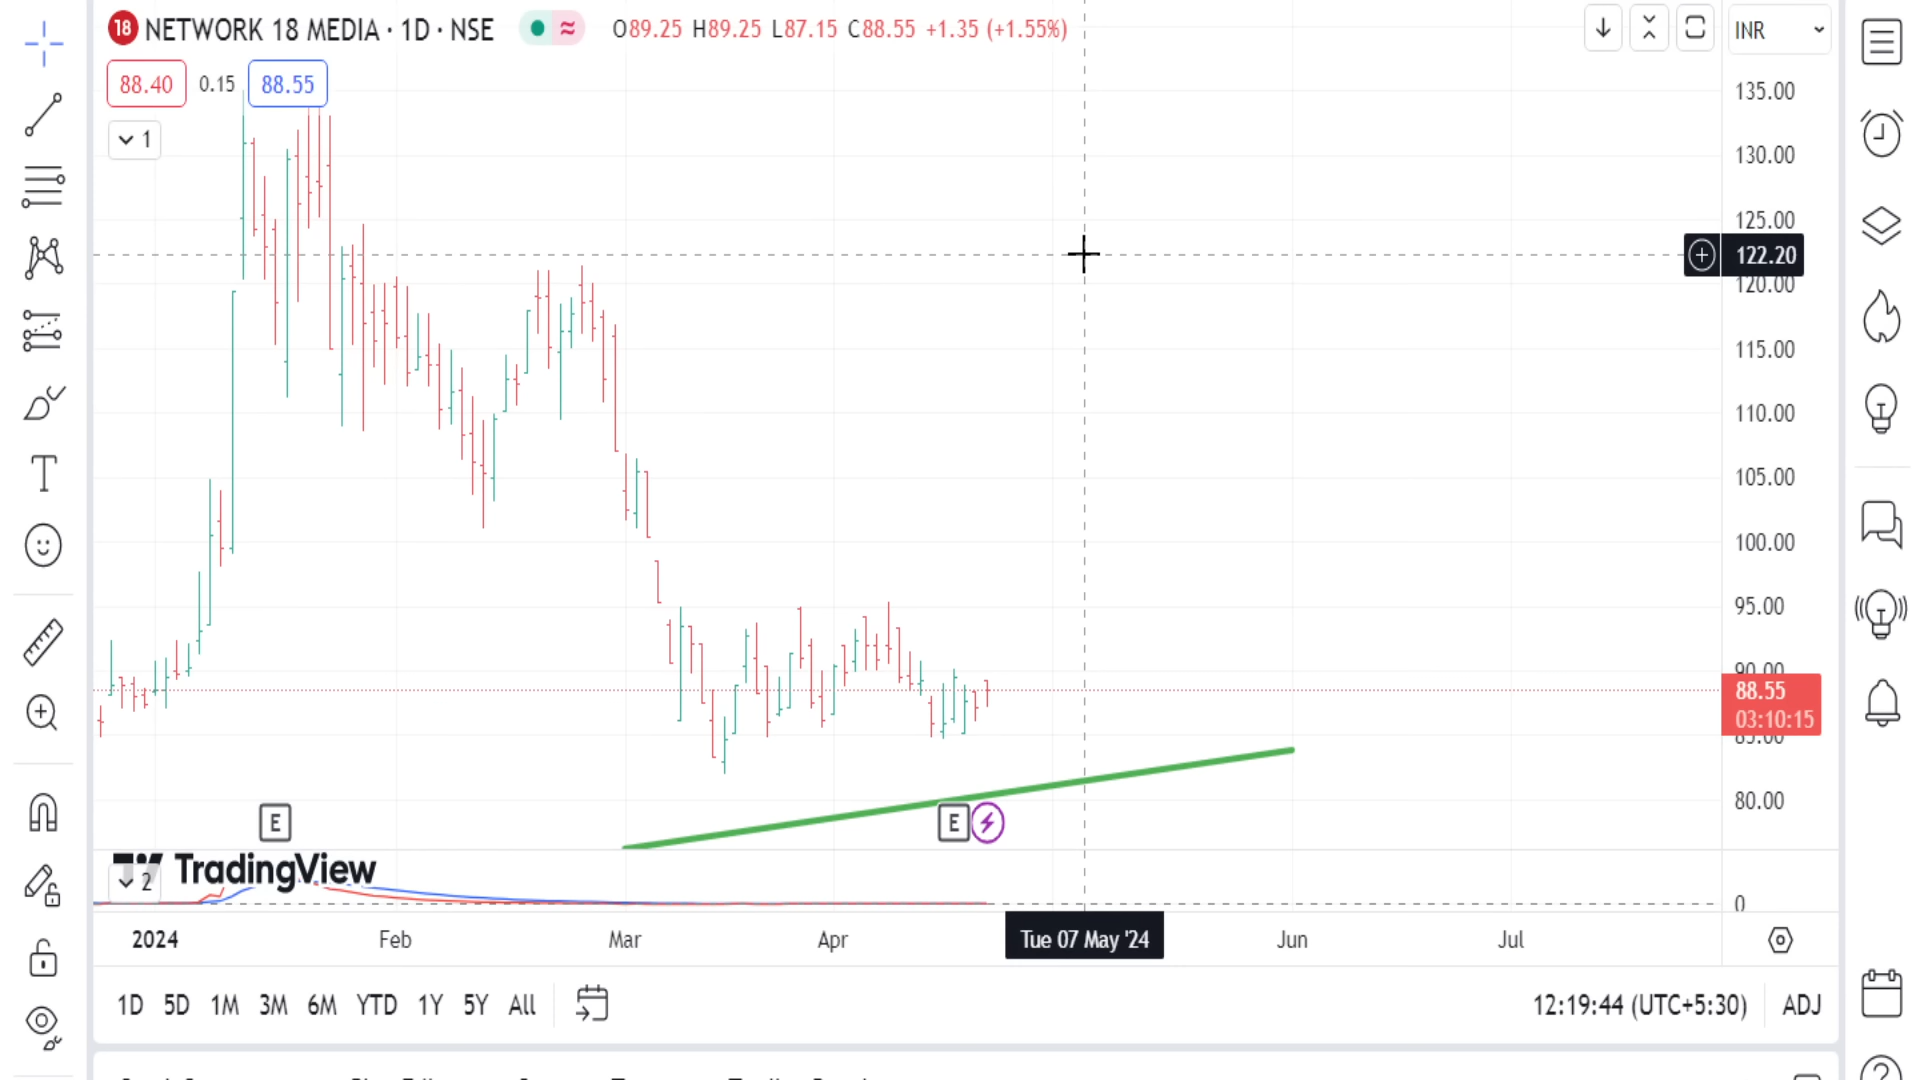 18 NETWORK 18 MEDIA · 1D · NSE O89.25 H89.25 L87.15 C88.55 +1.35 (+1.55%)
INR
88.40 0.15 88.55
1
135.00
130.00
125.00
122.20
120.00
115.00
110.00
105.00
100.00
95.00
90.00
88.55
03:10:15
85.00
80.00
E E
TradingView
2
0
2024 Feb Mar Apr Tue 07 May '24 Jun Jul
1D 5D 1M 3M 6M YTD 1Y 5Y All 12:19:44 (UTC+5:30) ADJ